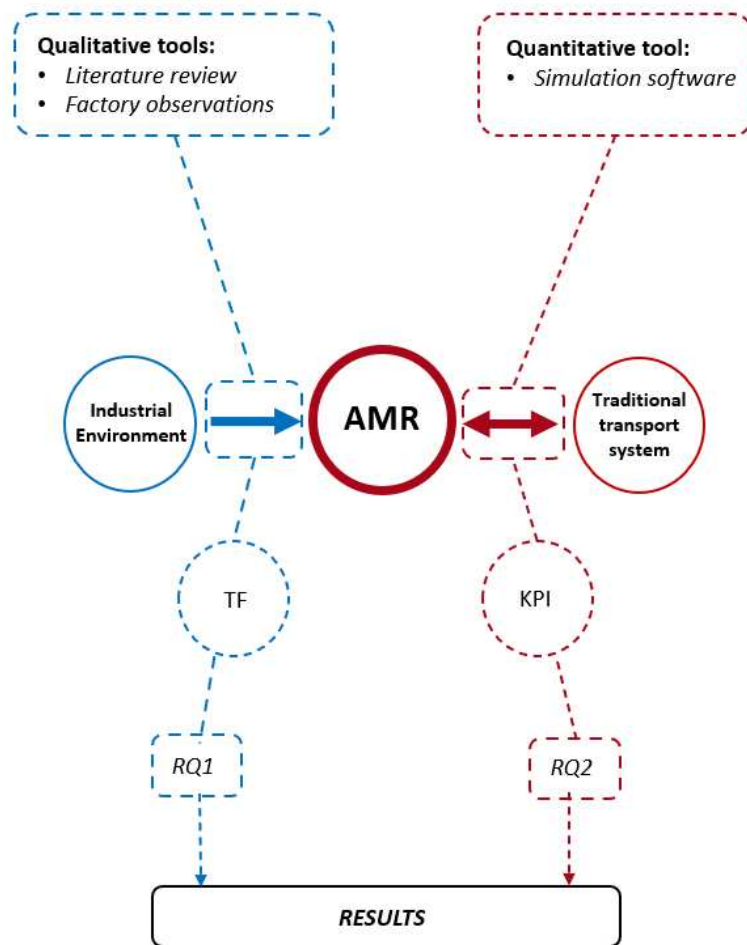 Qualitative tools:
• Literature review
• Factory observations
Quantitative tool:
• Simulation software
Industrial
Environment
AMR
Traditional
transport
system
TF
KPI
RQ1
RQ2
RESULTS